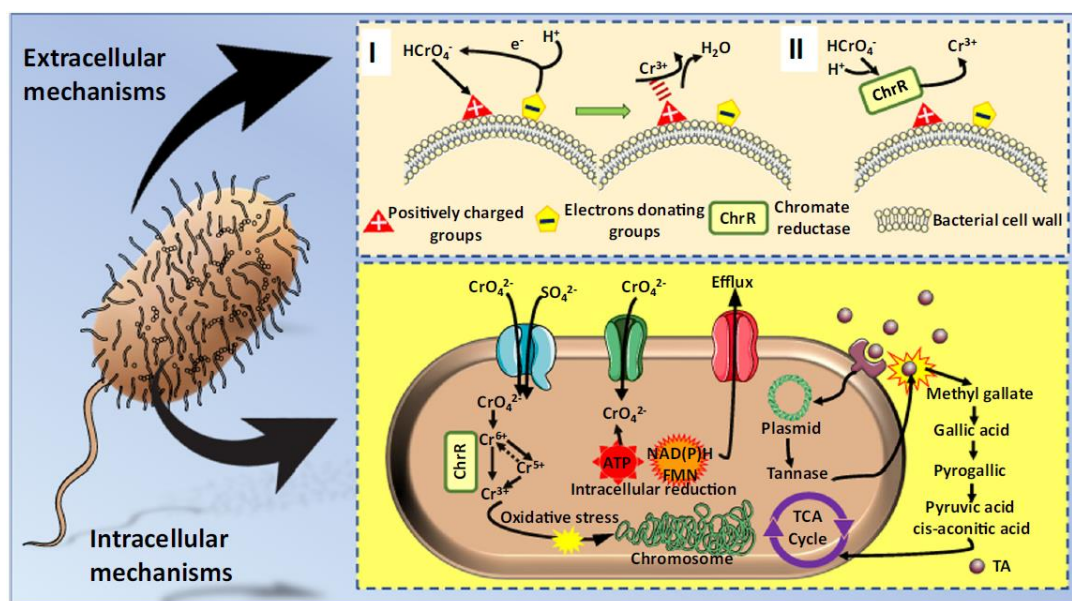 Extracellular
mechanisms
Intracellular
mechanisms
I
HCrO₄⁻
e⁻
H⁺
Cr³⁺
H₂O
II
HCrO₄⁻
H⁺
ChrR
Cr³⁺
Positively charged
groups
Electrons donating
groups
ChrR
Chromate
reductase
Bacterial cell wall
CrO₄²⁻
SO₄²⁻
CrO₄²⁻
Efflux
CrO₄²⁻
ChrR
Cr⁶⁺
Cr⁵⁺
Cr³⁺
CrO₄²⁻
ATP
NAD(P)H
FMN
Intracellular reduction
Oxidative stress
Chromosome
Plasmid
Tannase
TCA
Cycle
Methyl gallate
Gallic acid
Pyrogallic
Pyruvic acid
cis-aconitic acid
TA